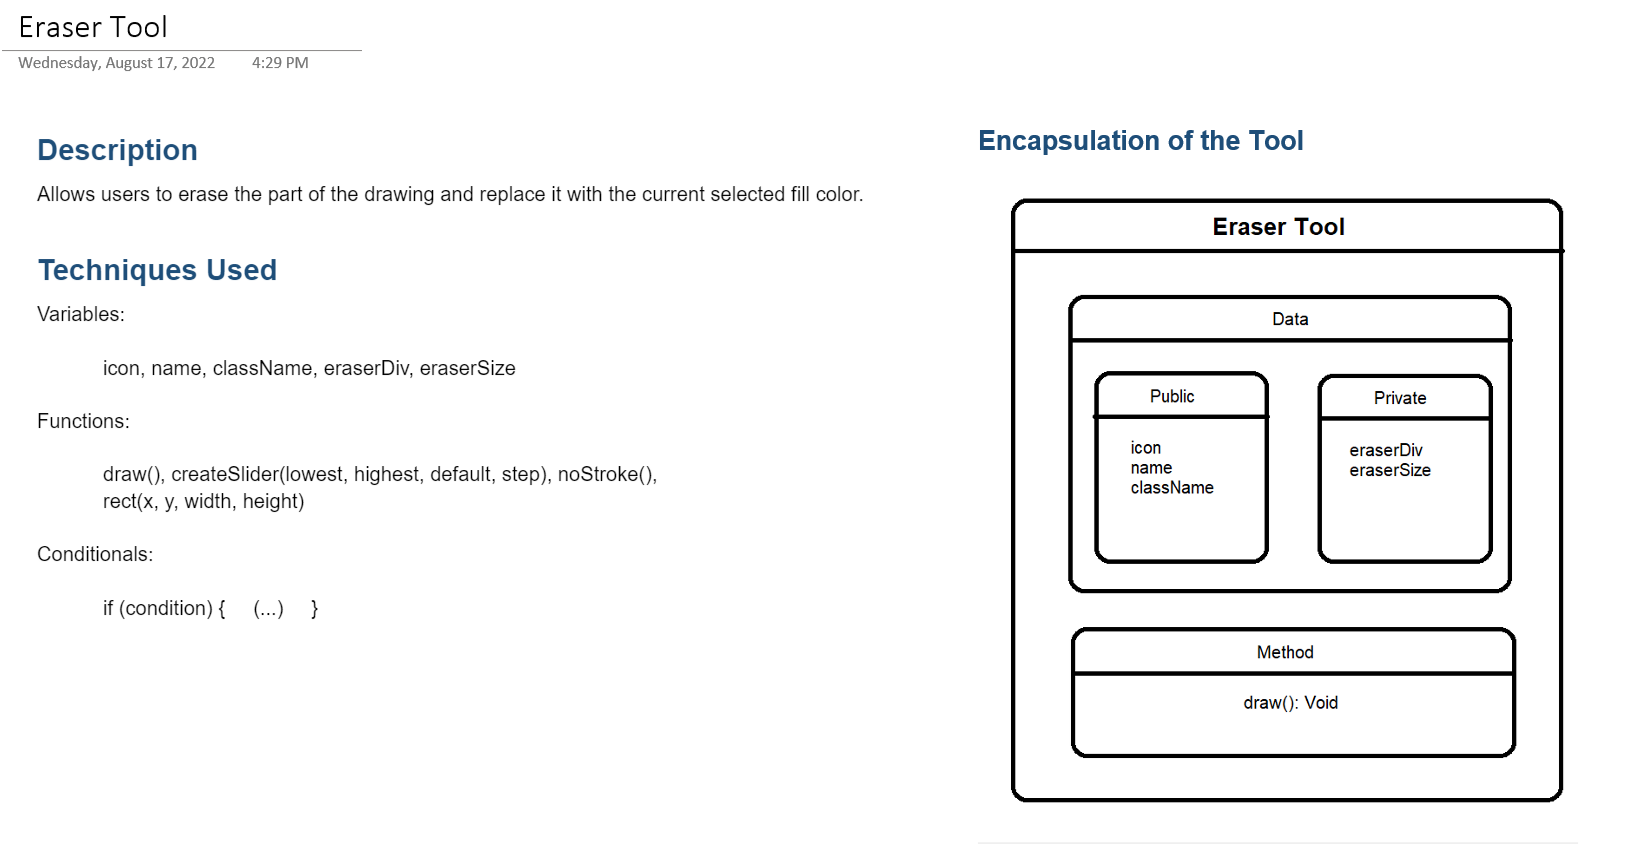 Eraser Tool
Wednesday, August 17, 2022 4:29 PM
Description
Allows users to erase the part of the drawing and replace it with the current selected fill color.
Techniques Used
Variables:
icon, name, className, eraserDiv, eraserSize
Functions:
draw(), createSlider(lowest, highest, default, step), noStroke(),
rect(x, y, width, height)
Conditionals:
if (condition) { (...) }
Encapsulation of the Tool
Eraser Tool
Data
Public
icon
name
className
Private
eraserDiv
eraserSize
Method
draw(): Void